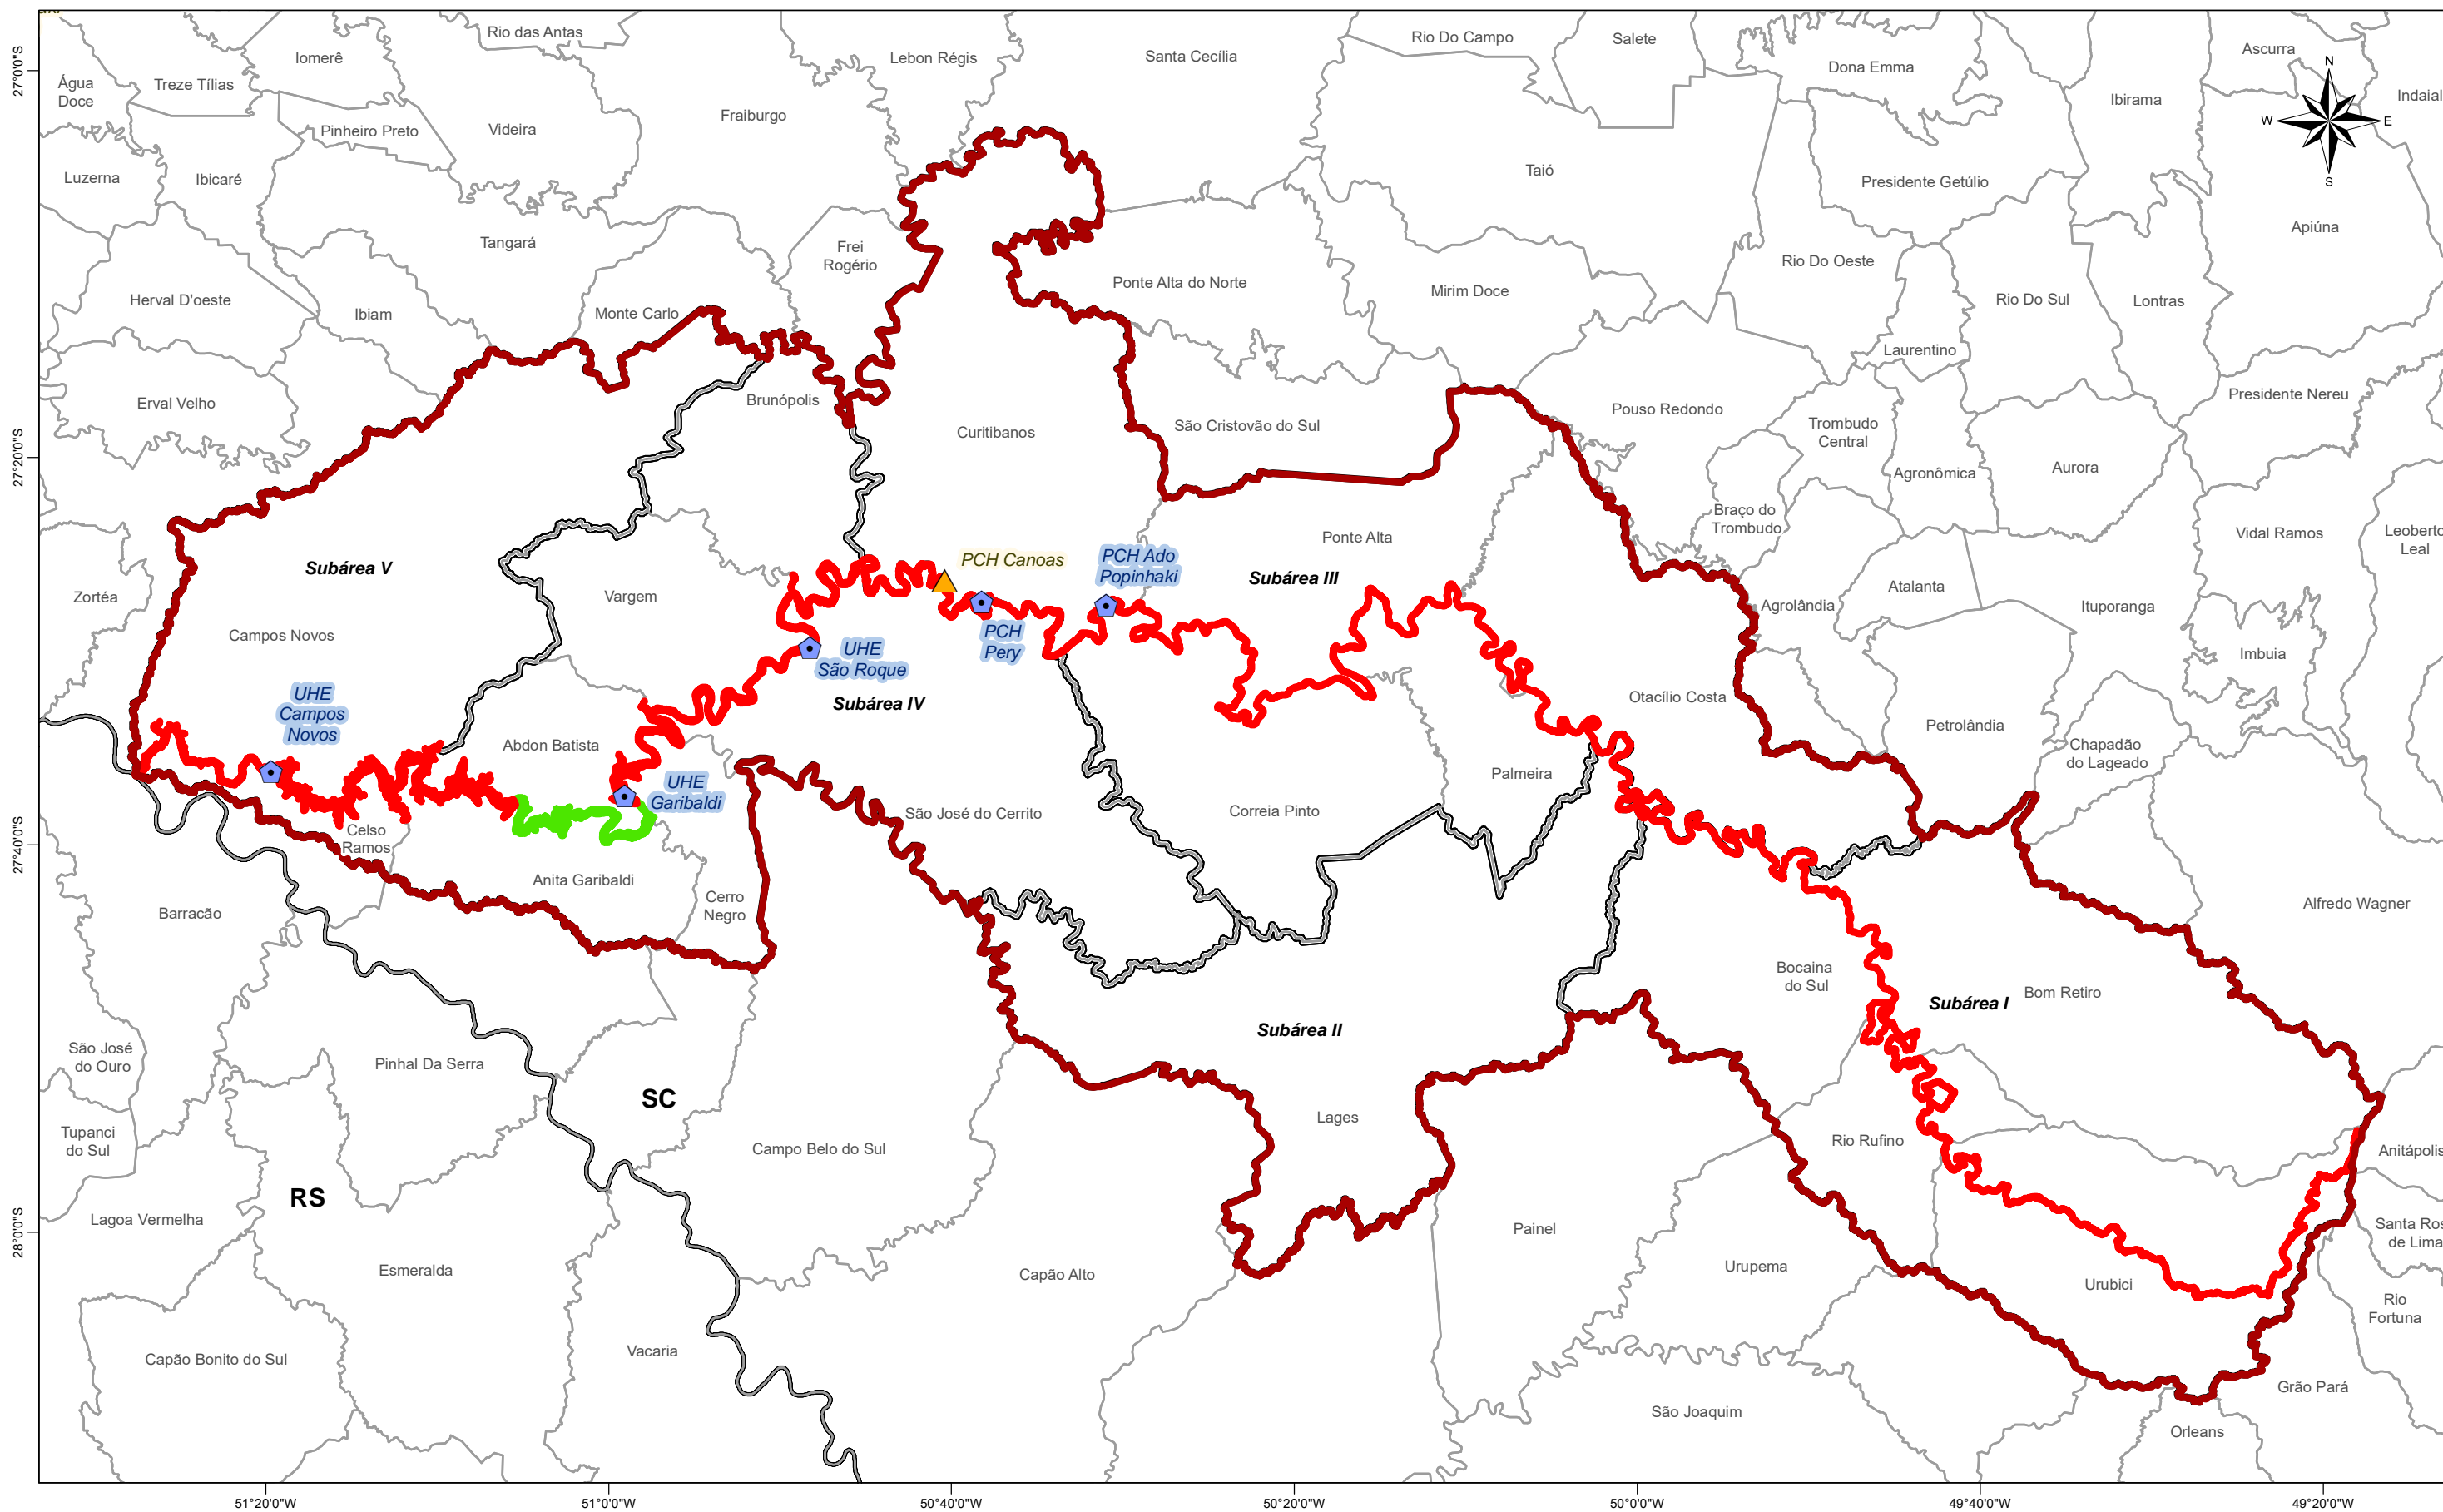 Rio das Antas
Iomerê
Lebon Régis
Santa Cecília
Rio Do Campo
Salete
Ascurra
Água
Doce
Treze Tílias
Dona Emma
Ibirama
Indaial
N
W
E
S
27°0'0"S
Pinheiro Preto
Videira
Fraiburgo
Luzerna
Ibicaré
Taió
Presidente Getúlio
Apiúna
Tangará
Frei
Rogério
Ponte Alta do Norte
Mirim Doce
Rio Do Oeste
Rio Do Sul
Lontras
Herval D'oeste
Ibiam
Monte Carlo
Laurentino
Erval Velho
Brunópolis
Curitibanos
São Cristovão do Sul
Pouso Redondo
Trombudo
Central
Presidente Nereu
27°20'0"S
Agronômica
Aurora
Braço do
Trombudo
Vidal Ramos
Leoberto
Leal
Subárea V
Ponte Alta
PCH Canoas
PCH Ado
Popinhaki
Subárea III
Zortéa
Vargem
Agrolândia
Atalanta
Ituporanga
Campos Novos
PCH
Pery
UHE
São Roque
Imbuia
UHE
Campos
Novos
Subárea IV
Otacílio Costa
Petrolândia
Abdon Batista
Palmeira
Chapadão
do Lageado
UHE
Garibaldi
São José do Cerrito
Correia Pinto
Celso
Ramos
27°40'0"S
Anita Garibaldi
Cerro
Negro
Barracão
Alfredo Wagner
Bocaina
do Sul
Subárea I
Bom Retiro
Subárea II
São José
do Ouro
Pinhal Da Serra
SC
Lages
Tupanci
do Sul
Campo Belo do Sul
Rio Rufino
Anitápolis
RS
Lagoa Vermelha
Painel
Santa Ros
de Lima
28°0'0"S
Esmeralda
Capão Alto
Urupema
Urubici
Rio
Fortuna
Capão Bonito do Sul
Vacaria
Grão Pará
São Joaquim
Orleans
51°20'0"W
51°0'0"W
50°40'0"W
50°20'0"W
50°0'0"W
49°40'0"W
49°20'0"W